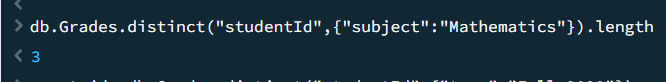 > db.Grades.distinct("studentId",{"subject":"Mathematics"}).length
< 3